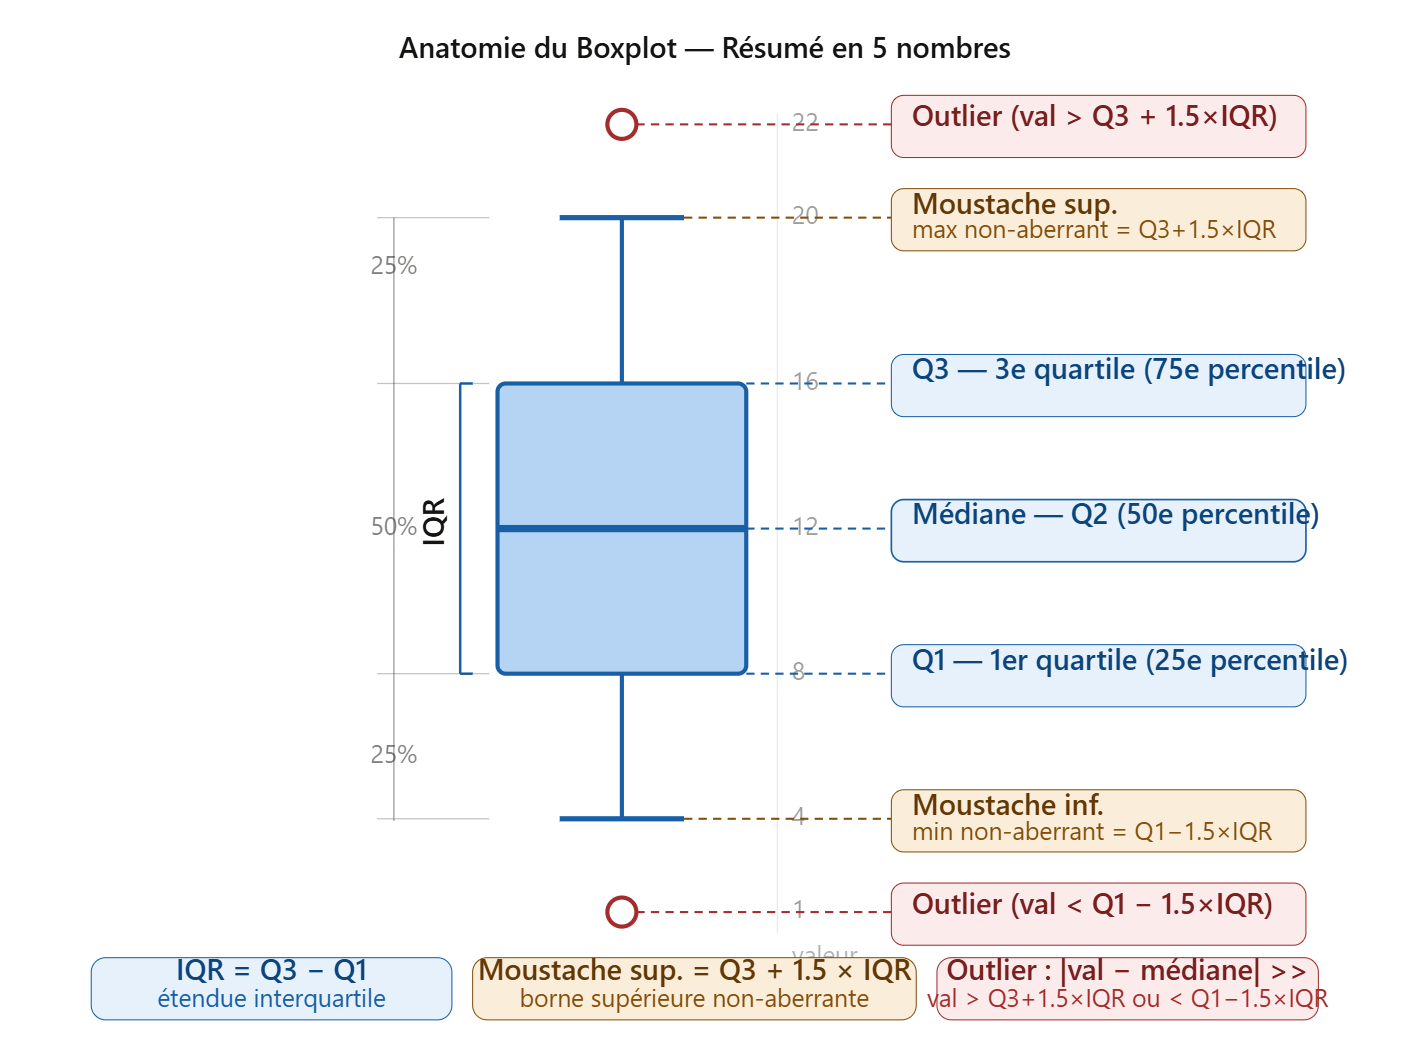 Anatomie du Boxplot — Résumé en 5 nombres
22
Outlier (val > Q3 + 1.5×IQR)
20
Moustache sup.
max non-aberrant = Q3+1.5×IQR
25%
16
Q3 — 3e quartile (75e percentile)
50%
IQR
12
Médiane — Q2 (50e percentile)
8
Q1 — 1er quartile (25e percentile)
25%
4
Moustache inf.
min non-aberrant = Q1−1.5×IQR
1
Outlier (val < Q1 − 1.5×IQR)
valeur
IQR = Q3 − Q1
étendue interquartile
Moustache sup. = Q3 + 1.5 × IQR
borne supérieure non-aberrante
Outlier : |val − médiane| >>
val > Q3+1.5×IQR ou < Q1−1.5×IQR